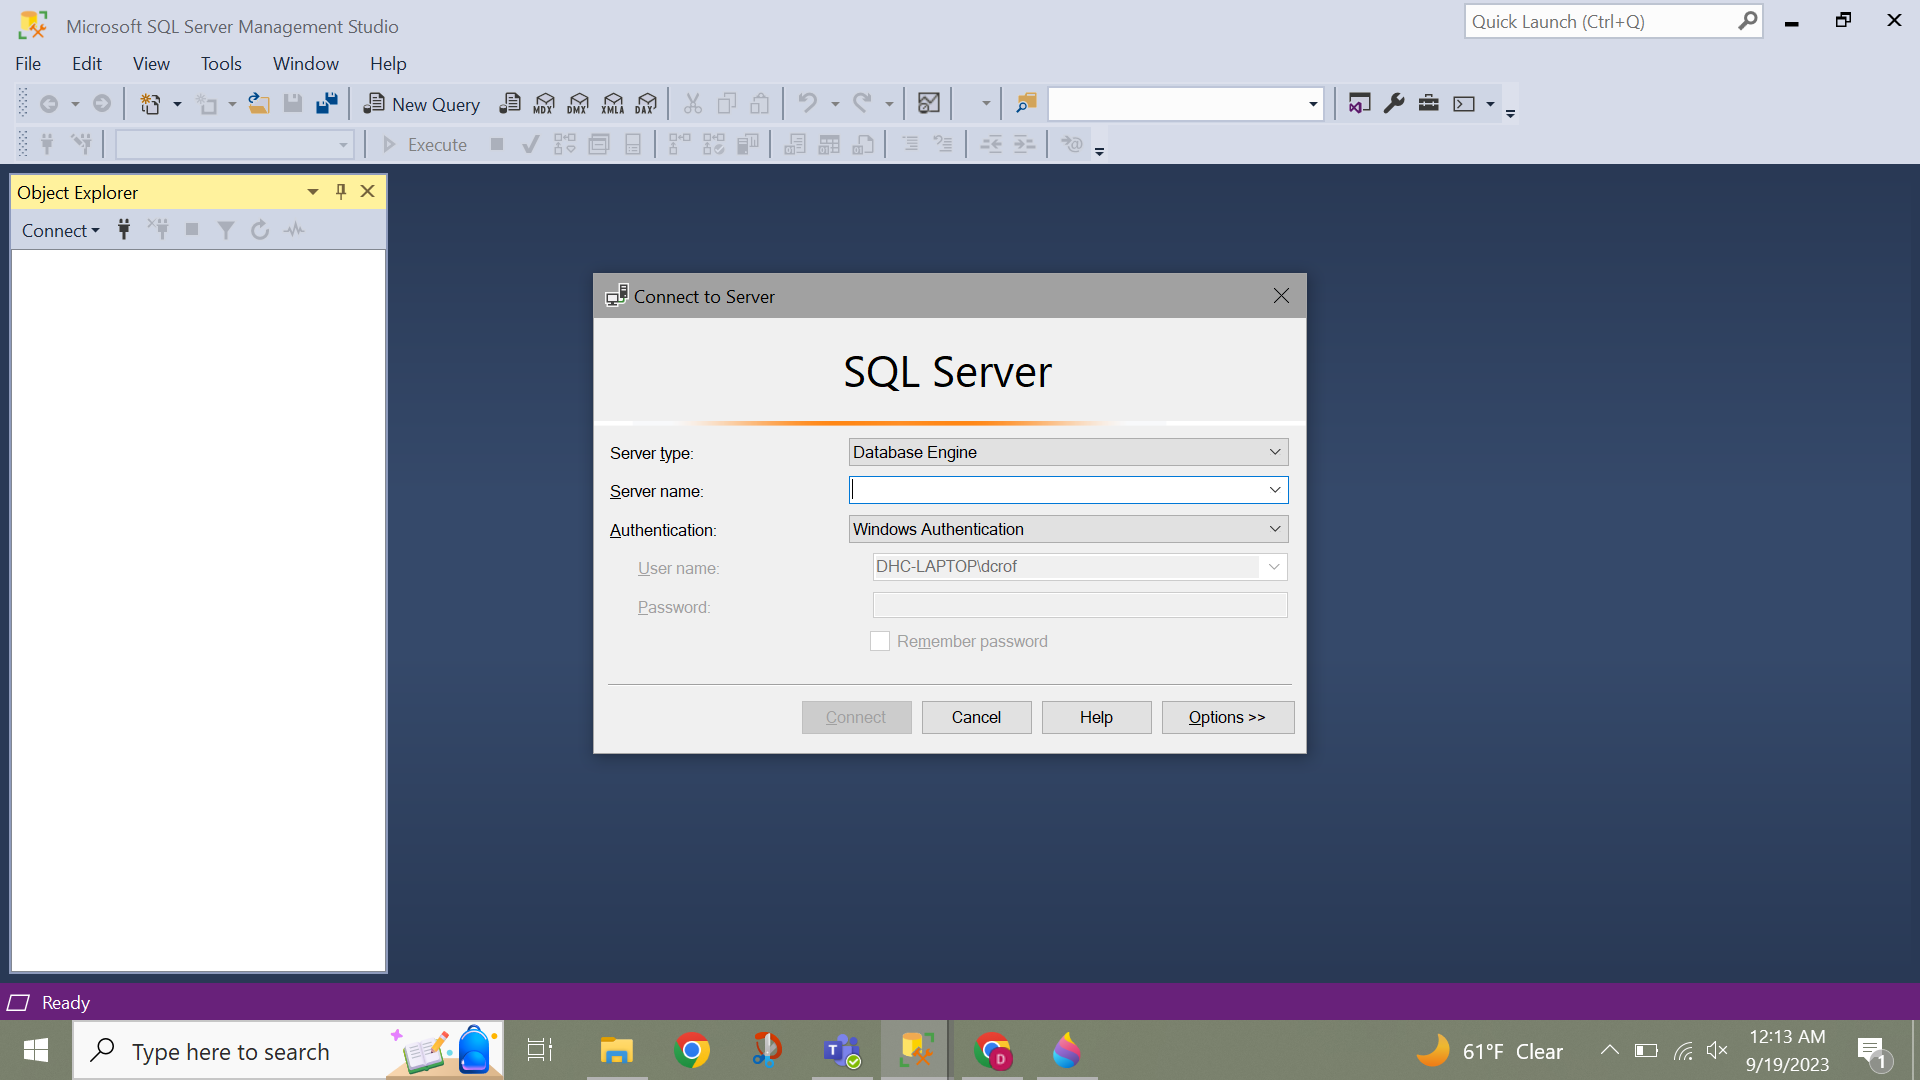 Microsoft SQL Server Management Studio
Quick Launch (Ctrl+Q)
File Edit View Tools Window Help
New Query
MDX DMX XMLA DAX
Execute
Object Explorer
Connect
Connect to Server
SQL Server
Server type: Database Engine
Server name:
Authentication: Windows Authentication
User name: DHC-LAPTOP\dcrof
Password:
Remember password
Connect Cancel Help Options >>
Ready
Type here to search
T
D
61°F Clear
12:13 AM
9/19/2023
1